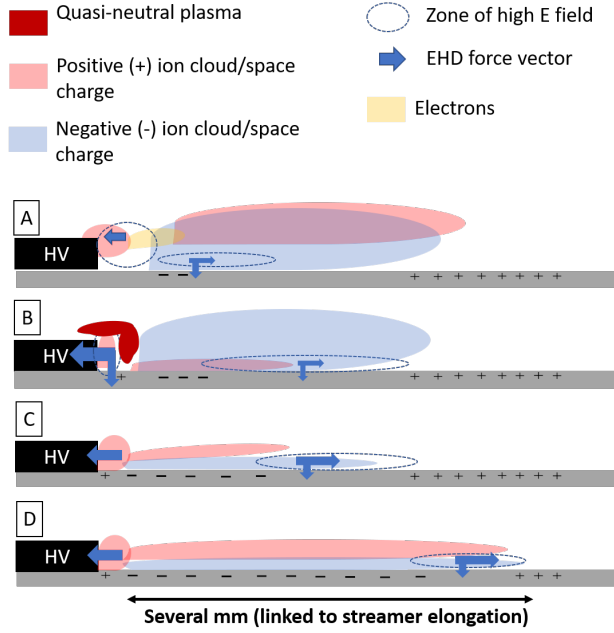 Quasi-neutral plasma
Positive (+) ion cloud/space
charge
Negative (-) ion cloud/space
charge
Zone of high E field
EHD force vector
Electrons
A
HV
− − + + + + + + + +
B
HV
+ − − − + + + + + + + +
C
HV
+ − − − − − + + + + + + + +
D
HV
+ − − − − − − − − − + + +
Several mm (linked to streamer elongation)